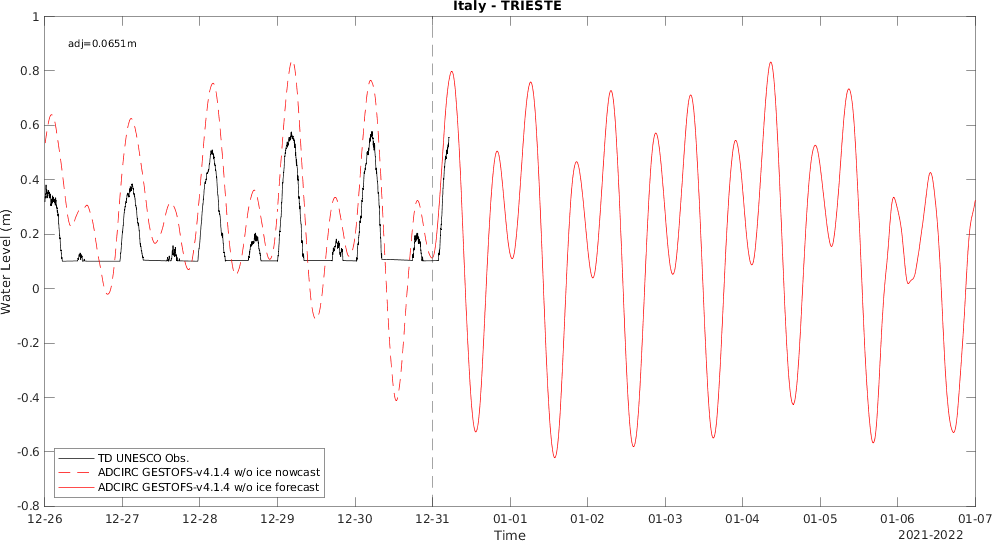 Italy - TRIESTE
adj=0.0651m
1
0.8
0.6
0.4
0.2
0
-0.2
-0.4
-0.6
-0.8
Water Level (m)
TD UNESCO Obs.
ADCIRC GESTOFS-v4.1.4 w/o ice nowcast
ADCIRC GESTOFS-v4.1.4 w/o ice forecast
12-26 12-27 12-28 12-29 12-30 12-31 01-01 01-02 01-03 01-04 01-05 01-06 01-07
Time
2021-2022